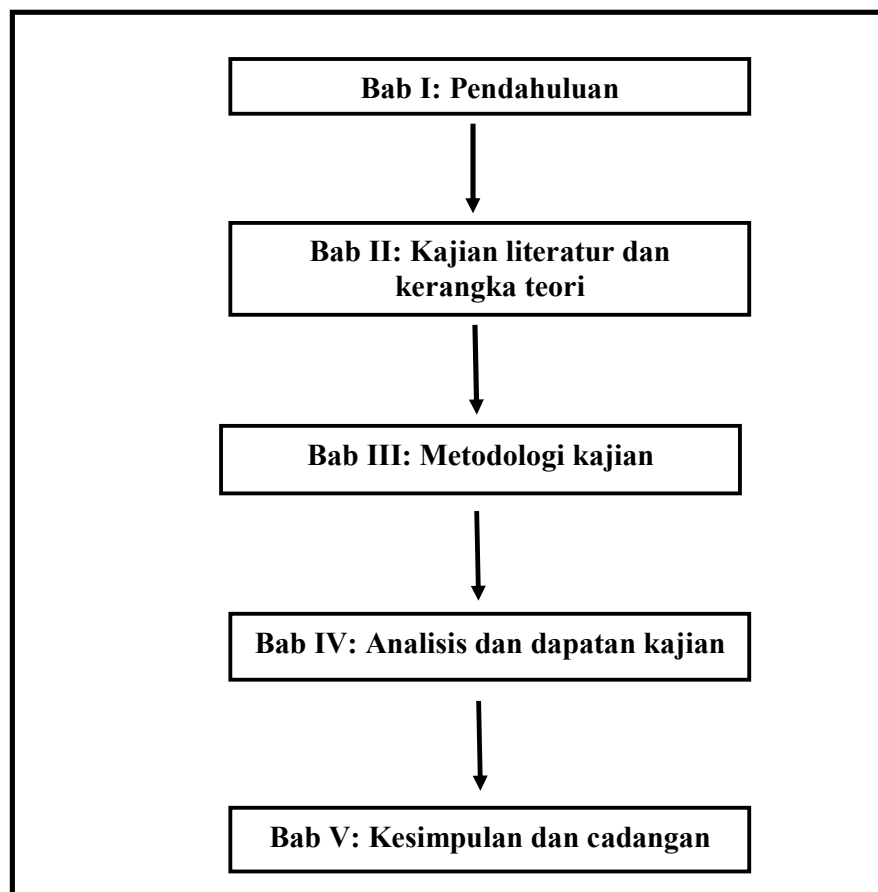 Bab I: Pendahuluan
Bab II: Kajian literatur dan
kerangka teori
Bab III: Metodologi kajian
Bab IV: Analisis dan dapatan kajian
Bab V: Kesimpulan dan cadangan